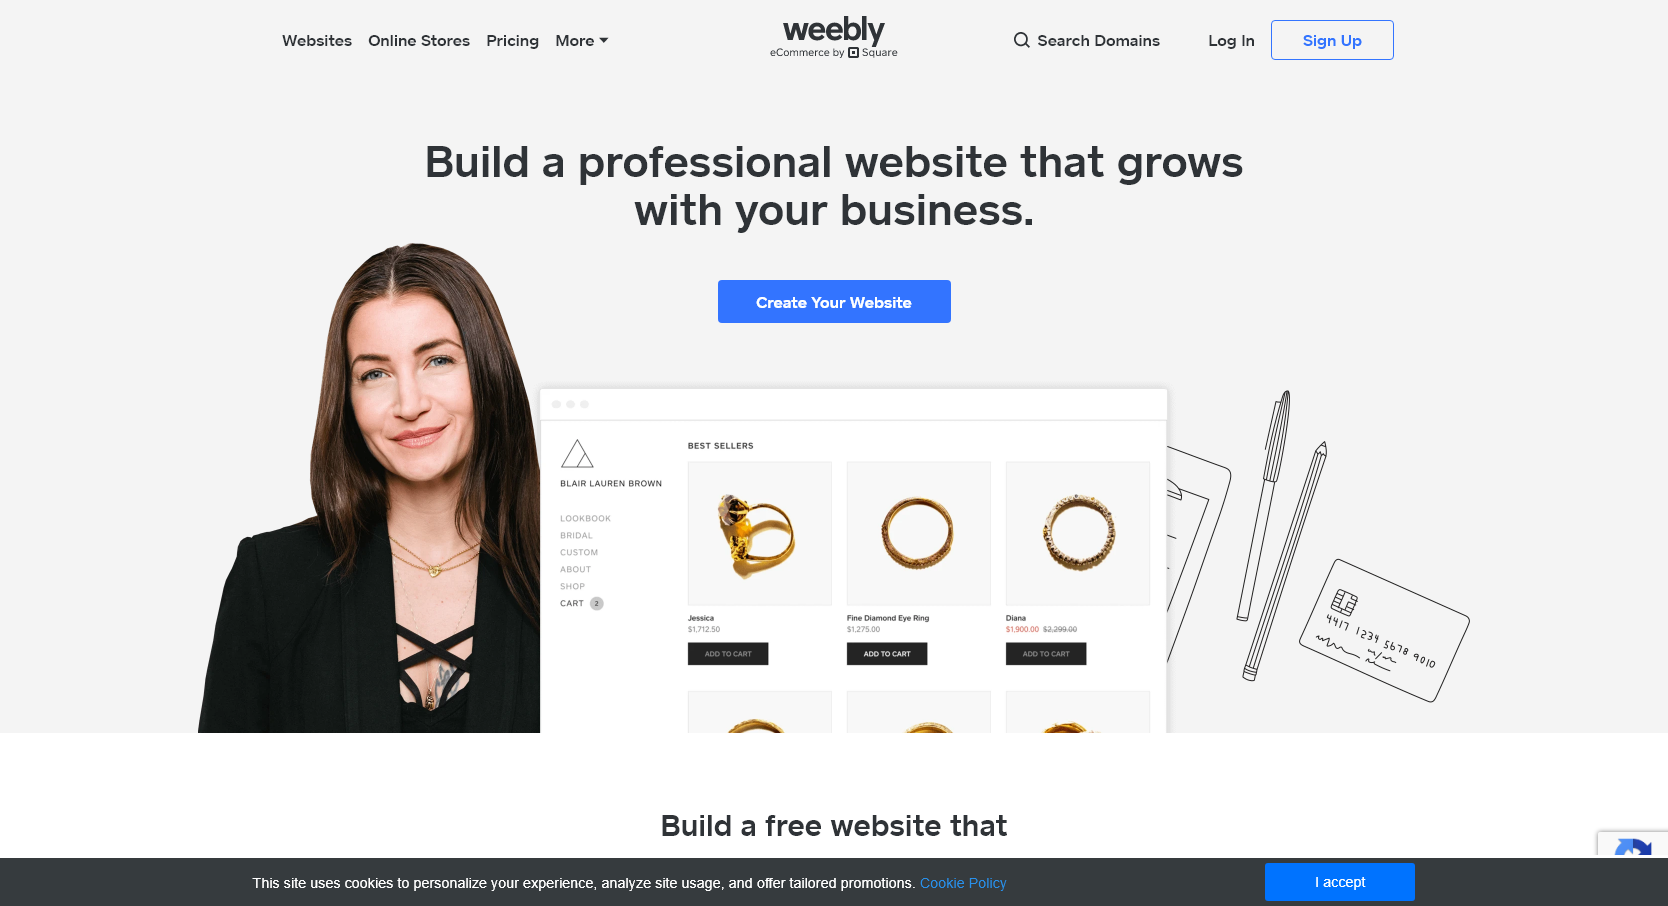 Websites Online Stores Pricing More
weebly
eCommerce by Square
Search Domains Log In Sign Up
Build a professional website that grows
with your business.
Create Your Website
BLAIR LAUREN BROWN
LOOKBOOK
BRIDAL
CUSTOM
ABOUT
SHOP
CART 2
BEST SELLERS
Jessica
$1,712.50
ADD TO CART
Fine Diamond Eye Ring
$1,275.00
ADD TO CART
Diana
$1,900.00 $2,299.00
ADD TO CART
4417 1234 5678 9010
Build a free website that
This site uses cookies to personalize your experience, analyze site usage, and offer tailored promotions. Cookie Policy
I accept